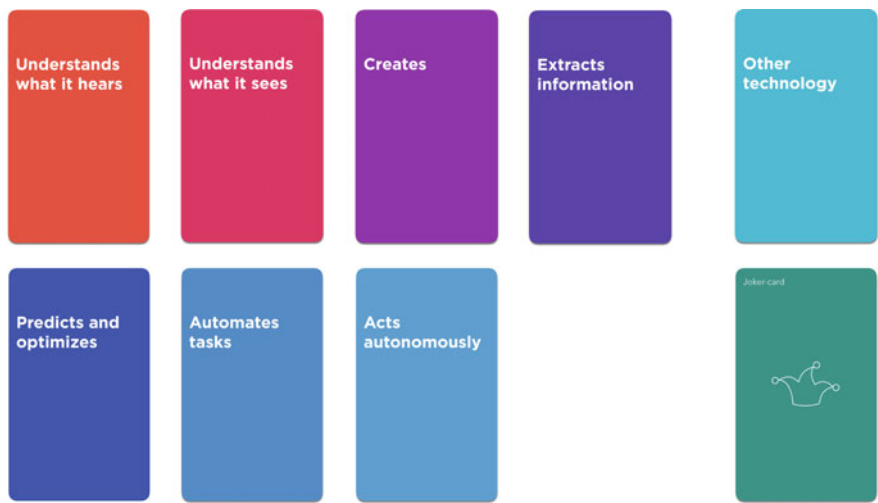 Understands
what it hears
Understands
what it sees
Creates
Extracts
information
Other
technology
Predicts and
optimizes
Automates
tasks
Acts
autonomously
Joker-card